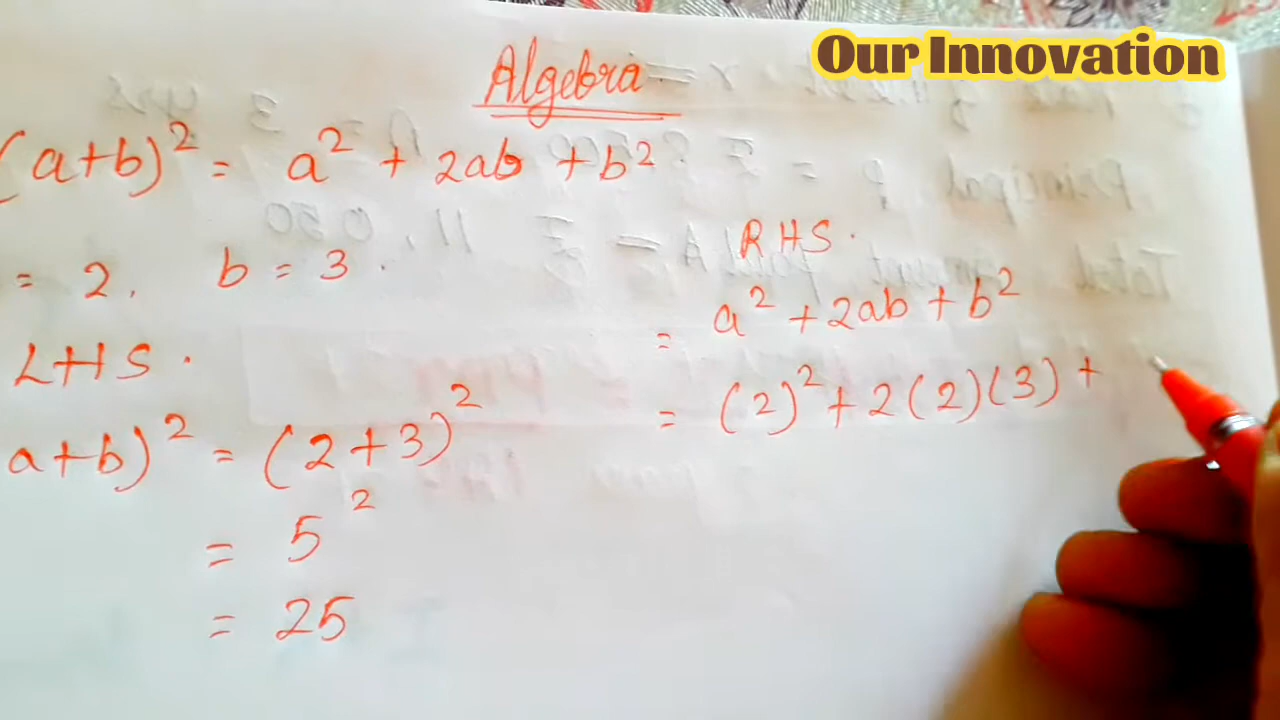 Our Innovation
Algebra
(a+b)² = a² + 2ab + b²
= 2, b = 3.
LHS.
a+b)² = (2+3)²
= 5²
= 25
RHS.
= a² + 2ab + b²
= (2)² + 2(2)(3) +